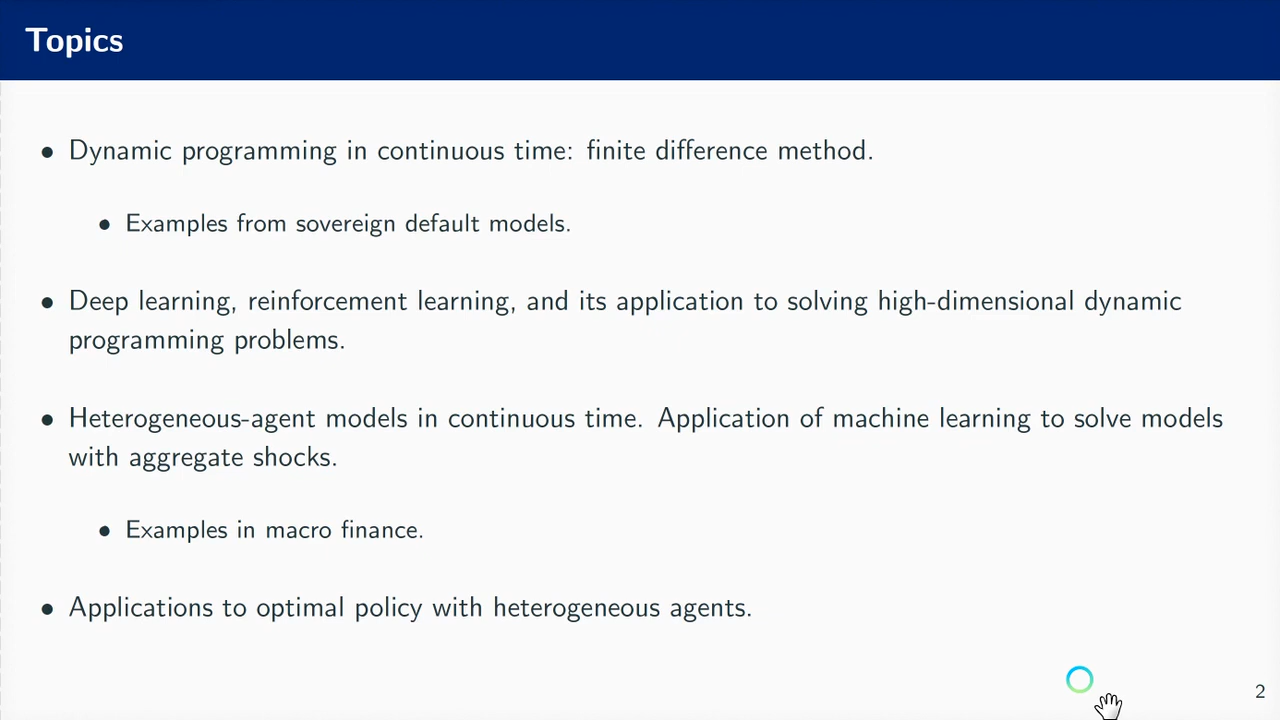 Topics
• Dynamic programming in continuous time: finite difference method.
• Examples from sovereign default models.
• Deep learning, reinforcement learning, and its application to solving high-dimensional dynamic
programming problems.
• Heterogeneous-agent models in continuous time. Application of machine learning to solve models
with aggregate shocks.
• Examples in macro finance.
• Applications to optimal policy with heterogeneous agents.
2